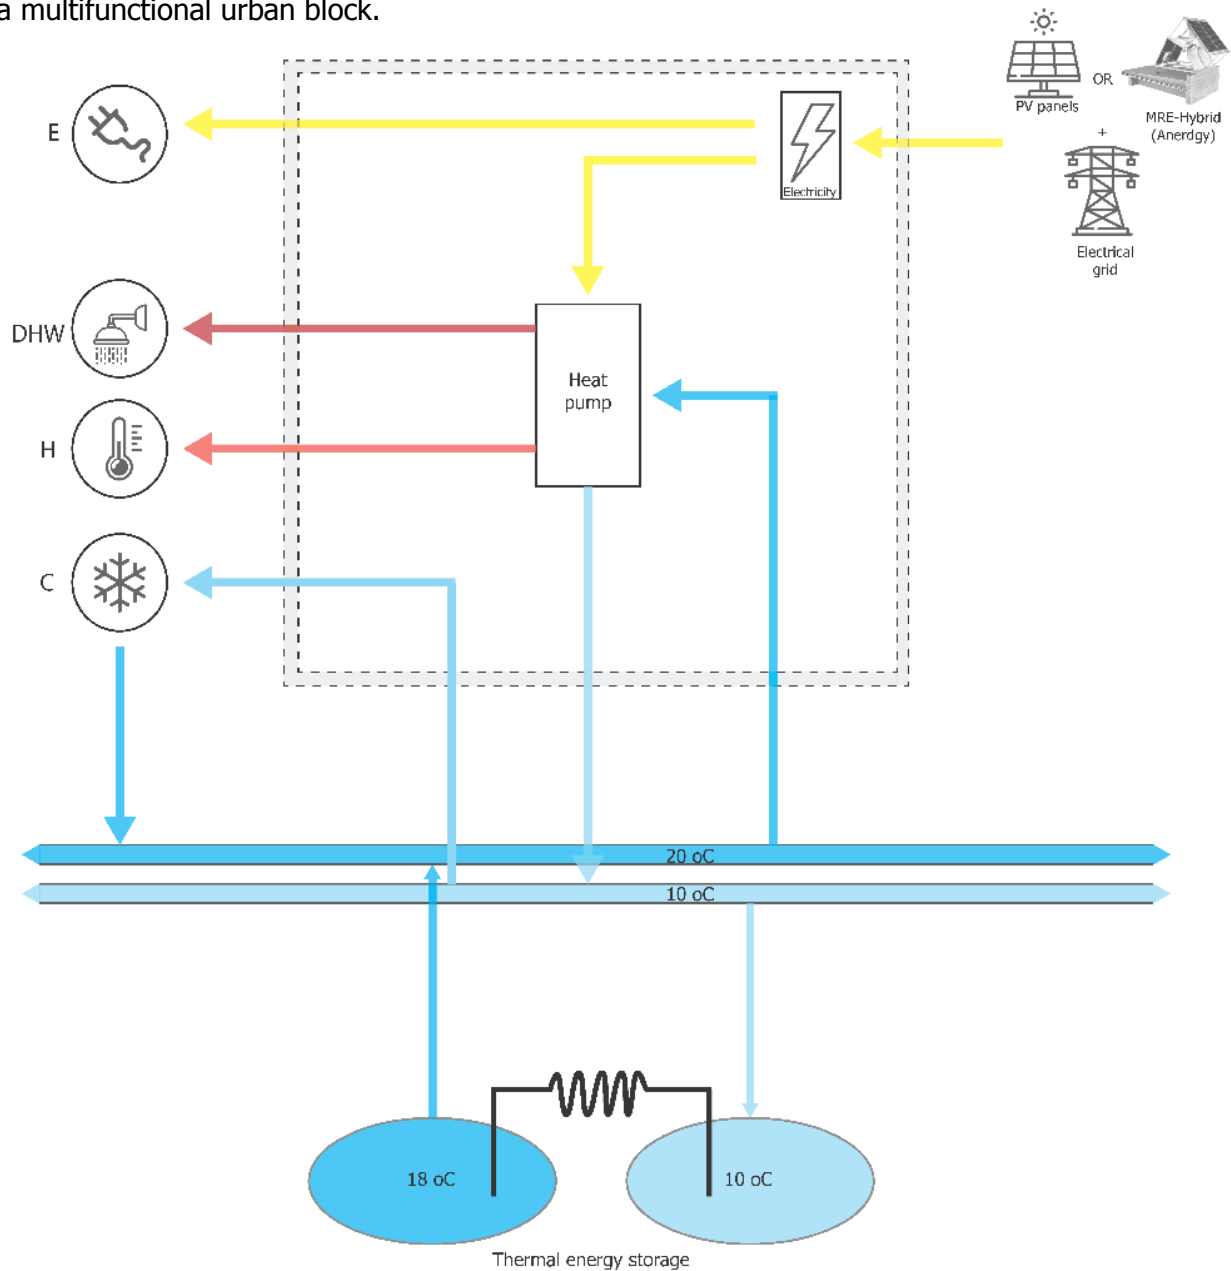 a multifunctional urban block.
PV panels
OR
MRE-Hybrid
(Anerdgy)
+
Electrical
grid
E
Electricity
DHW
Heat
pump
H
C
20 oC
10 oC
18 oC
10 oC
Thermal energy storage